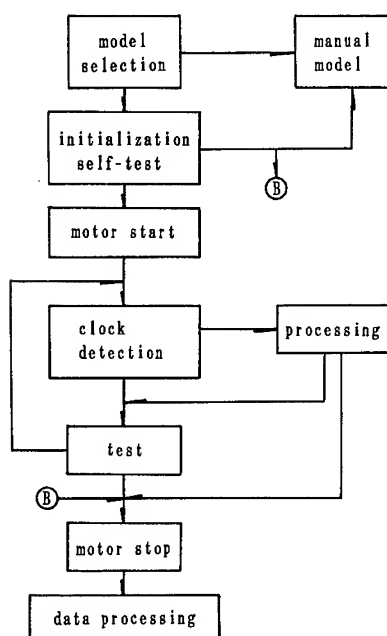 model
selection
manual
model
initialization
self-test
B
motor start
clock
detection
processing
test
B
motor stop
data processing